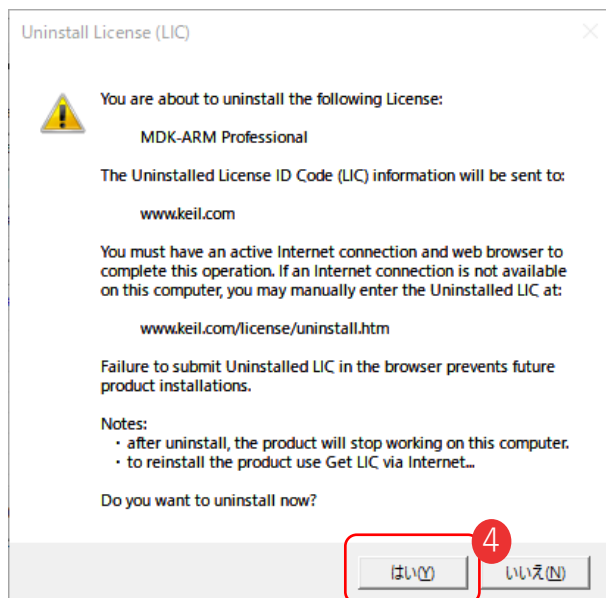 Uninstall License (LIC)
You are about to uninstall the following License:
MDK-ARM Professional
The Uninstalled License ID Code (LIC) information will be sent to:
www.keil.com
You must have an active Internet connection and web browser to
complete this operation. If an Internet connection is not available
on this computer, you may manually enter the Uninstalled LIC at:
www.keil.com/license/uninstall.htm
Failure to submit Uninstalled LIC in the browser prevents future
product installations.
Notes:
・after uninstall, the product will stop working on this computer.
・to reinstall the product use Get LIC via Internet...
Do you want to uninstall now?
4
はい(Y) いいえ(N)